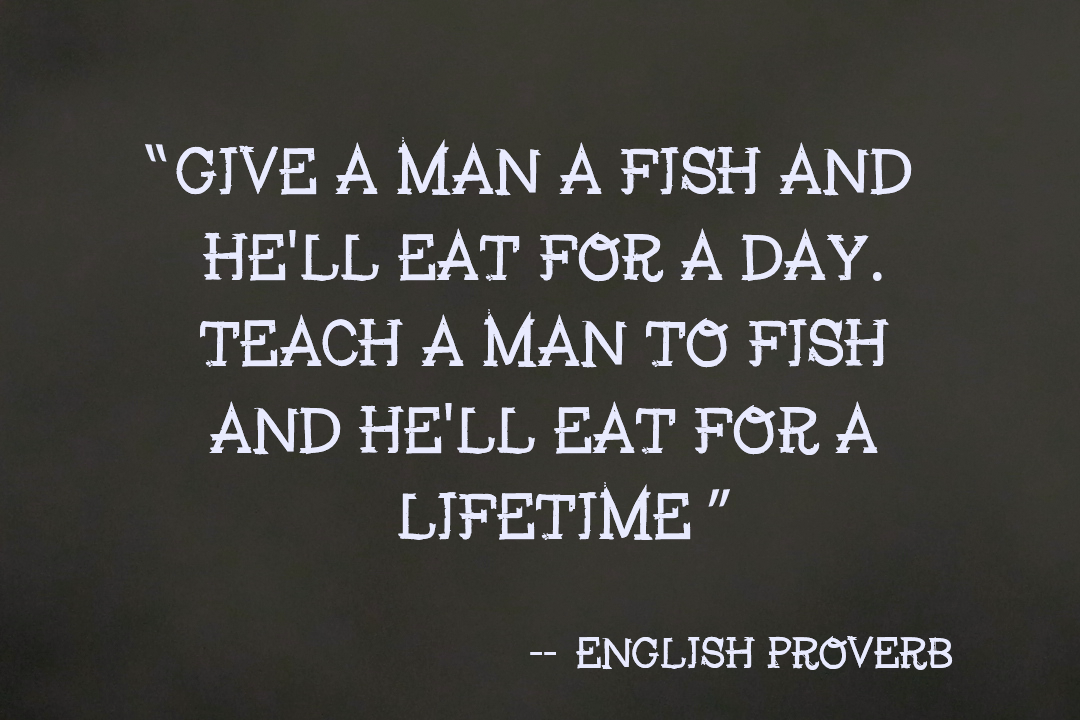 “GIVE A MAN A FISH AND
HE'LL EAT FOR A DAY.
TEACH A MAN TO FISH
AND HE'LL EAT FOR A
LIFETIME ”
-- ENGLISH PROVERB